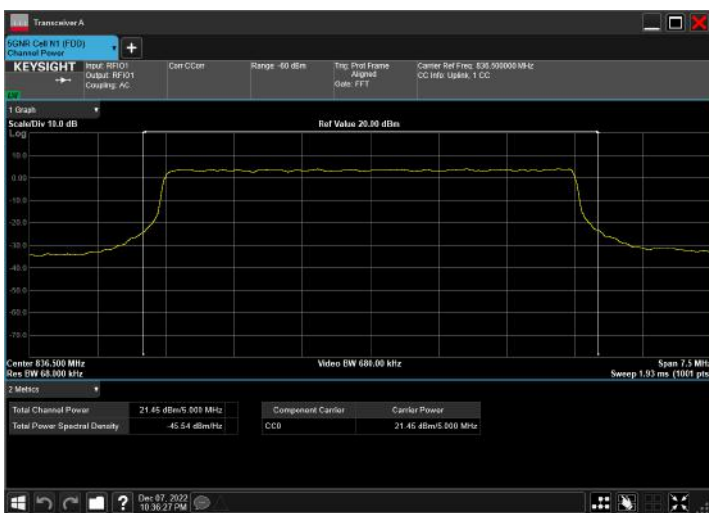 Transceiver A
5GNR Cell N1 (FDD)
Channel Power
KEYSIGHT
Input: RFIO1
Output: RFIO1
Coupling: AC
Corr CCorr
Range: -60 dBm
Trig: Prot Frame
Aligned
Gate: FFT
Carrier Ref Freq: 836.500000 MHz
CC Info: Uplink, 1 CC
1 Graph
Scale/Div 10.0 dB
Ref Value 20.00 dBm
Log
10.0
0.00
-10.0
-20.0
-30.0
-40.0
-50.0
-60.0
-70.0
Center 836.500 MHz
Video BW 680.00 kHz
Span 7.5 MHz
Res BW 68.000 kHz
Sweep 1.93 ms (1001 pts
2 Metrics
Total Channel Power 21.45 dBm/5.000 MHz
Total Power Spectral Density -45.54 dBm/Hz
Component Carrier Carrier Power
CC0 21.45 dBm/5.000 MHz
Dec 07, 2022
10:36:27 PM